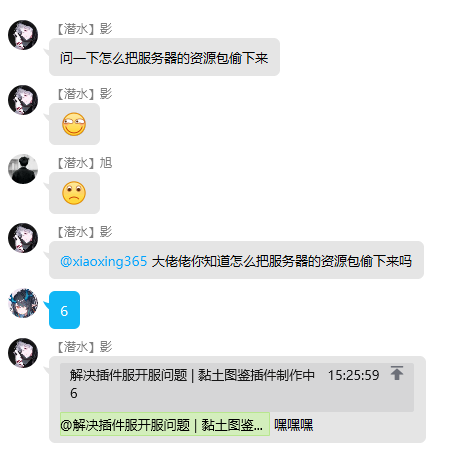 【潜水】影
问一下怎么把服务器的资源包偷下来
【潜水】影
【潜水】旭
【潜水】影
@xiaoxing365 大佬佬你知道怎么把服务器的资源包偷下来吗
6
【潜水】影
解决插件服开服问题 | 黏土图鉴插件制作中 15:25:59
6
@解决插件服开服问题 | 黏土图鉴... 嘿嘿嘿